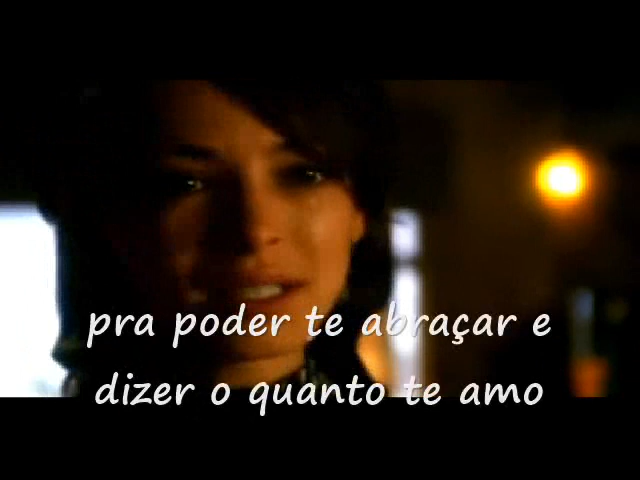 pra poder te abraçar e
dizer o quanto te amo